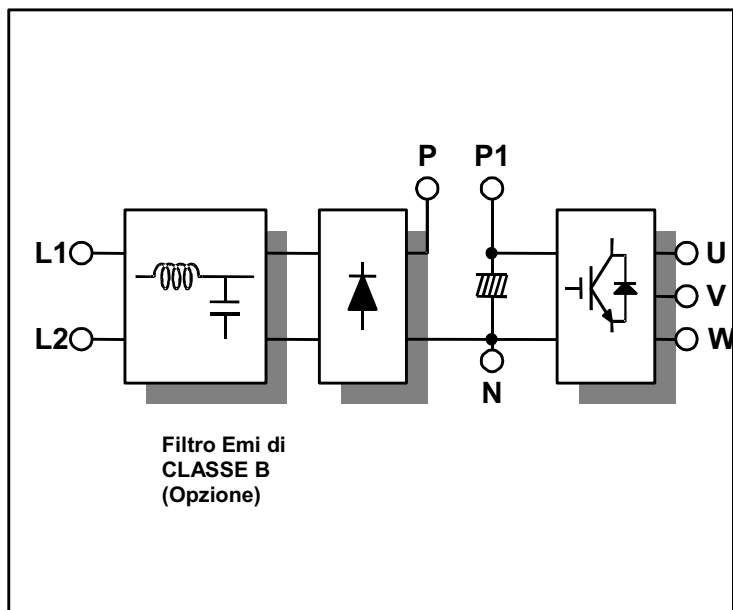 P
P1
L1
U
V
L2
W
N
Filtro Emi di
CLASSE B
(Opzione)